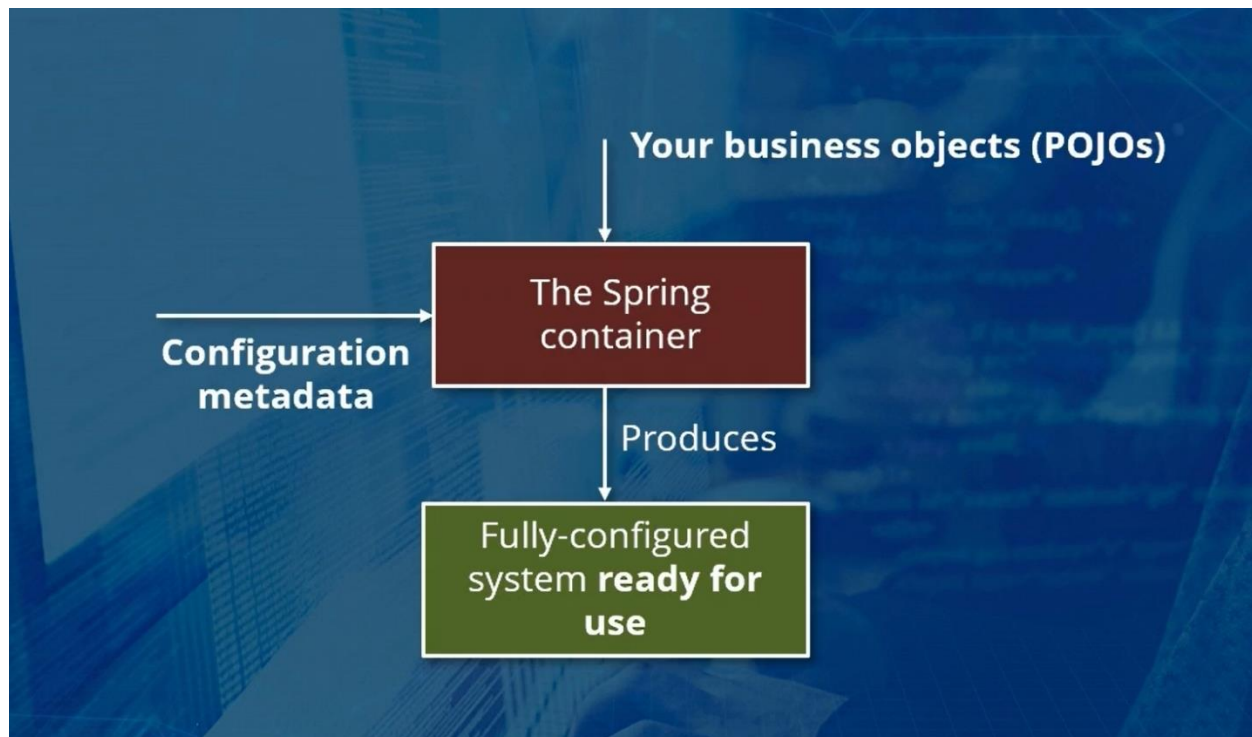 Your business objects (POJOs)
The Spring
container
Configuration
metadata
Produces
Fully-configured
system ready for
use